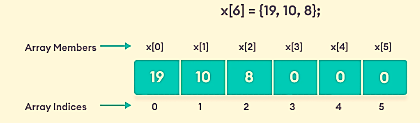 x[6] = {19, 10, 8};
Array Members x[0] x[1] x[2] x[3] x[4] x[5]
19 10 8 0 0 0
Array Indices 0 1 2 3 4 5